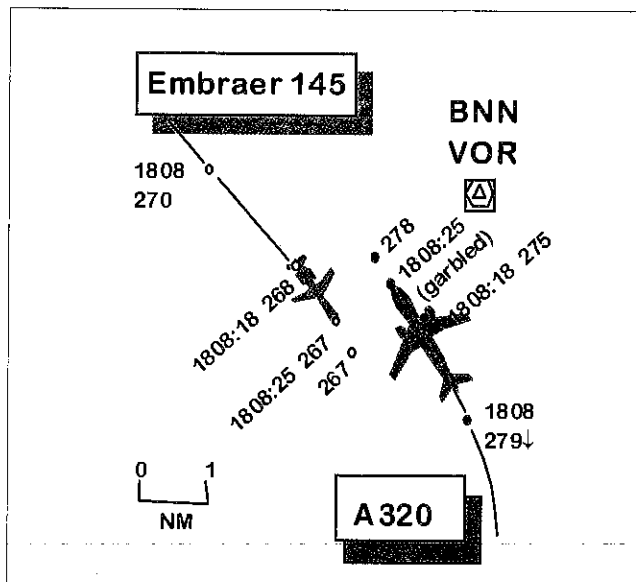 Embraer 145
BNN
VOR
1808
270
278
1808:25
(garbled)
1808:18 275
1808:18 268
1808:25 267
267
1808
279↓
0 1
NM
A320